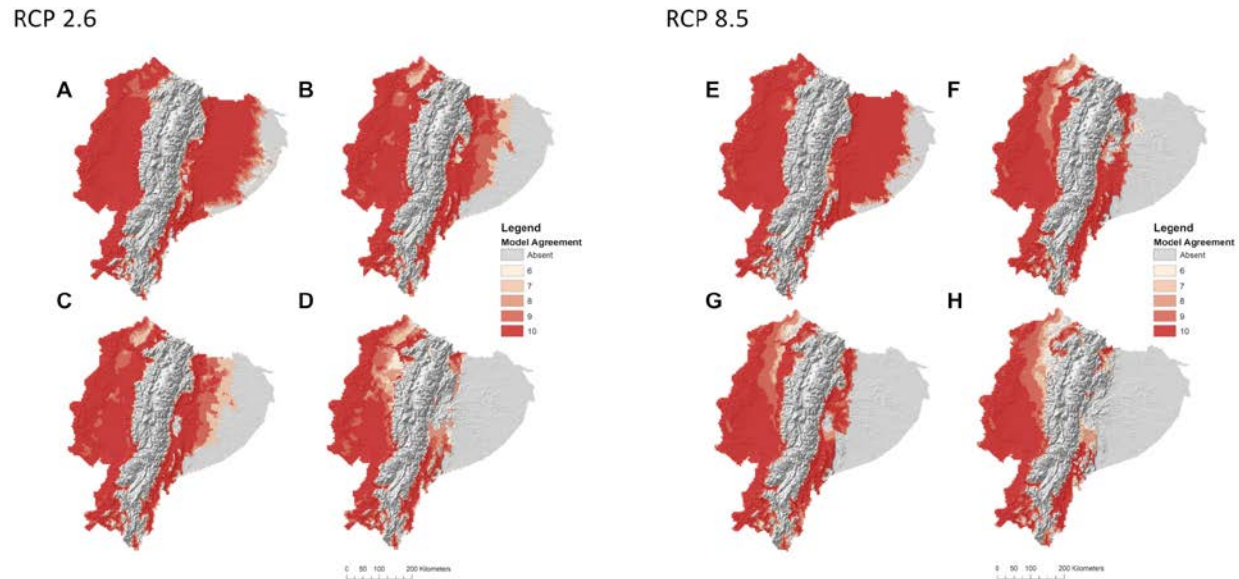 RCP 2.6
RCP 8.5
A
B
E
F
Legend
Model Agreement
Absent
6
7
8
9
10
Legend
Model Agreement
Absent
6
7
8
9
10
C
D
G
H
0 50 100 200 Kilometers
0 50 100 200 Kilometers